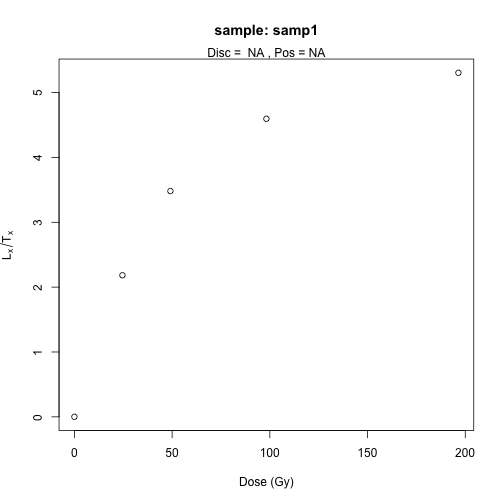 sample: samp1
Disc =  NA , Pos = NA
5
4
3
2
1
0
Lx/Tx
0 50 100 150 200
Dose (Gy)